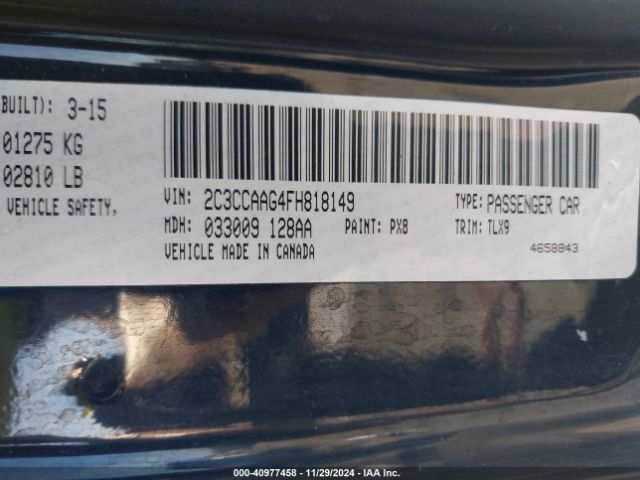 BUILT): 3-15
01275 KG
02810 LB
VEHICLE SAFETY,
VIN: 2C3CCAAG4FH818149 TYPE: PASSENGER CAR
MDH: 033009 128AA PAINT: PX8 TRIM: TLX9
VEHICLE MADE IN CANADA 4658843
000-40977458 - 11/29/2024 - IAA Inc.